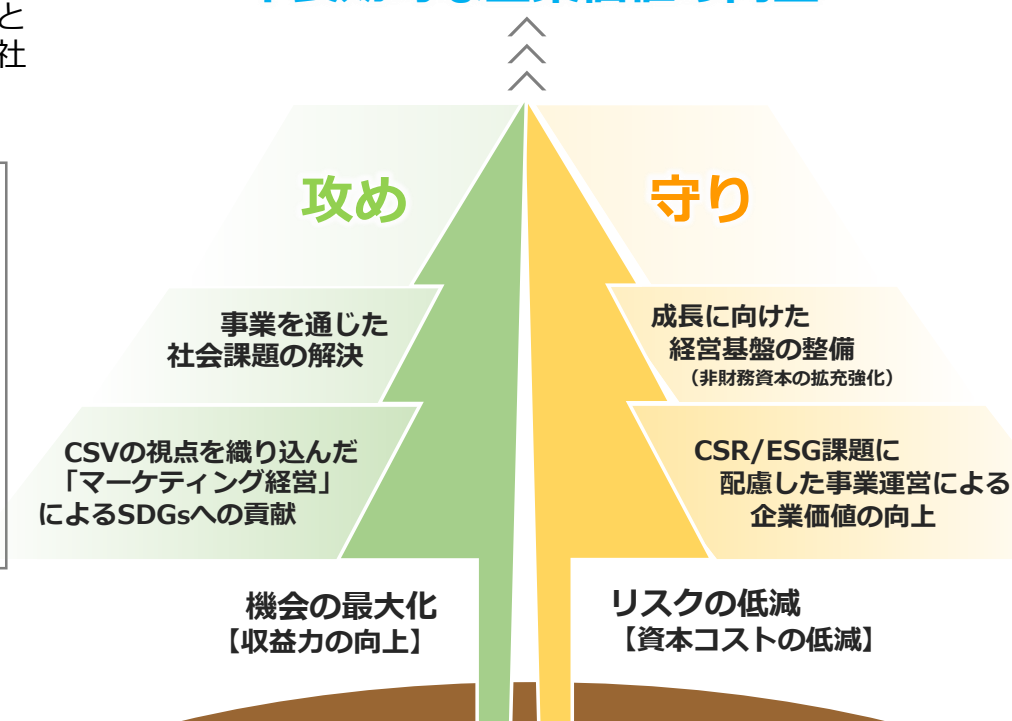 と
社
攻め
守り
事業を通じた
社会課題の解決
成長に向けた
経営基盤の整備
（非財務資本の拡充強化）
CSVの視点を織り込んだ
「マーケティング経営」
によるSDGsへの貢献
CSR/ESG課題に
配慮した事業運営による
企業価値の向上
機会の最大化
【収益力の向上】
リスクの低減
【資本コストの低減】